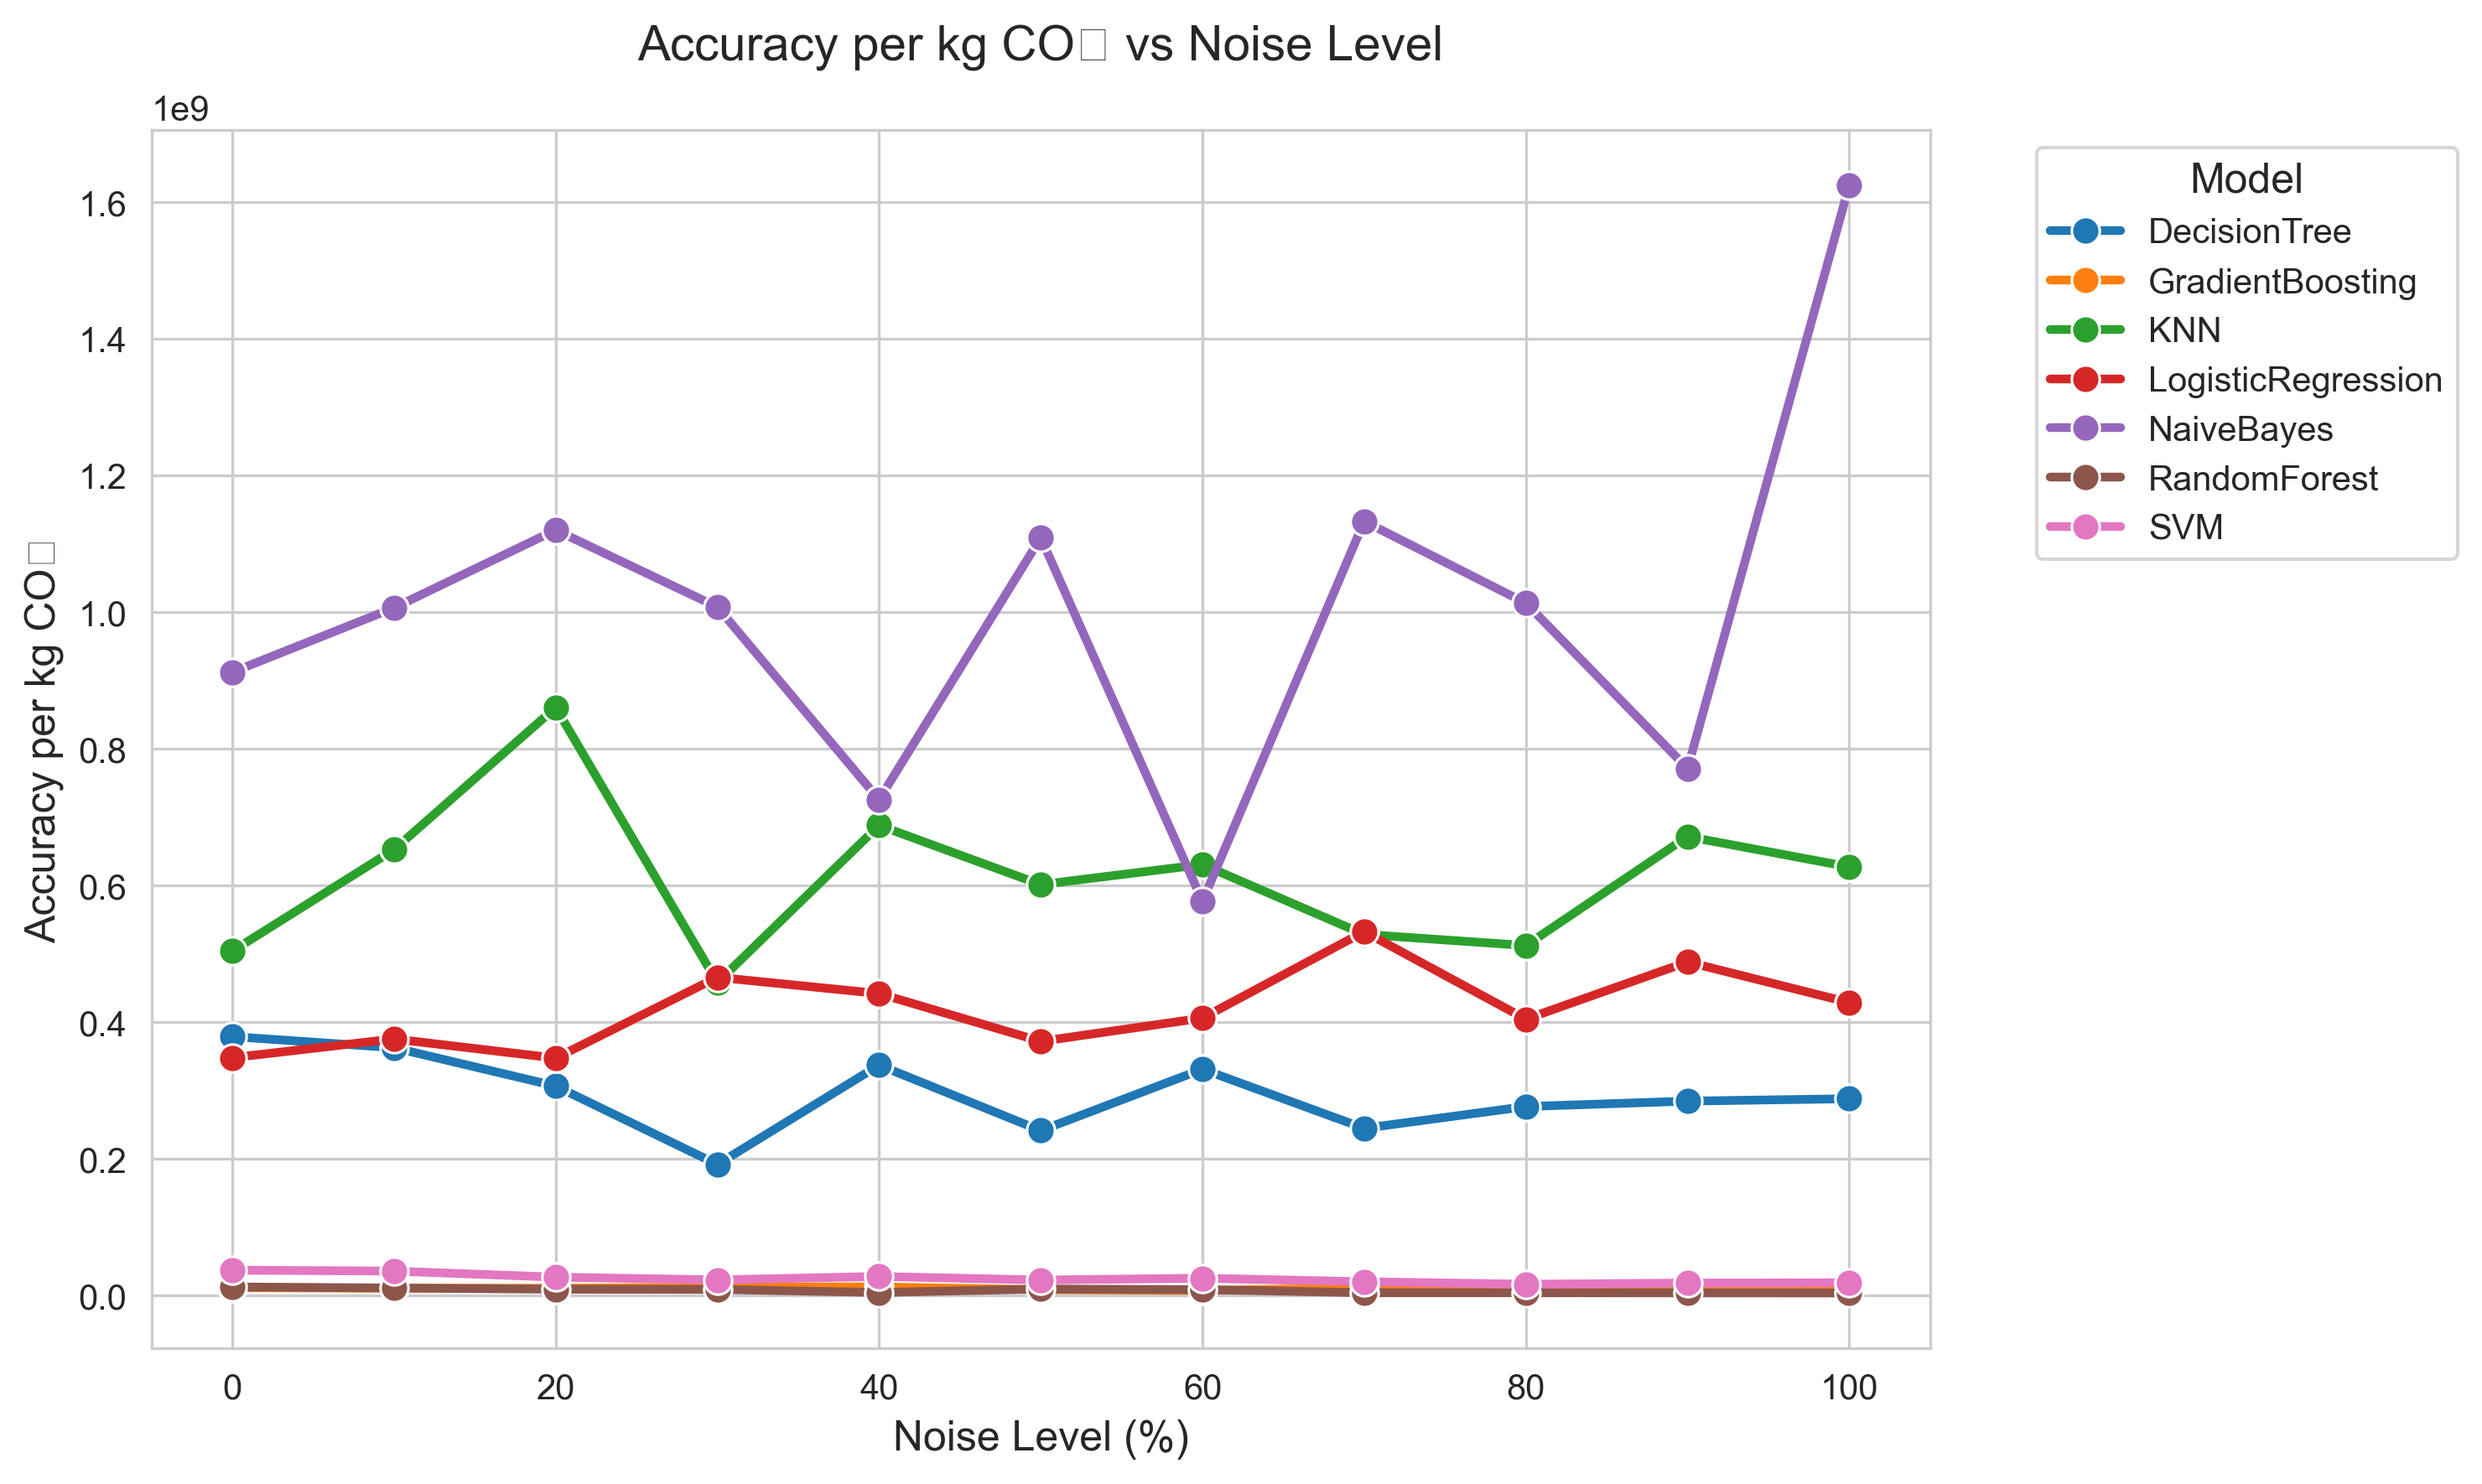 Accuracy per kg CO□ vs Noise Level
1e9
1.6
1.4
1.2
1.0
0.8
0.6
0.4
0.2
0.0
Accuracy per kg CO□
0 20 40 60 80 100
Noise Level (%)
Model
DecisionTree
GradientBoosting
KNN
LogisticRegression
NaiveBayes
RandomForest
SVM